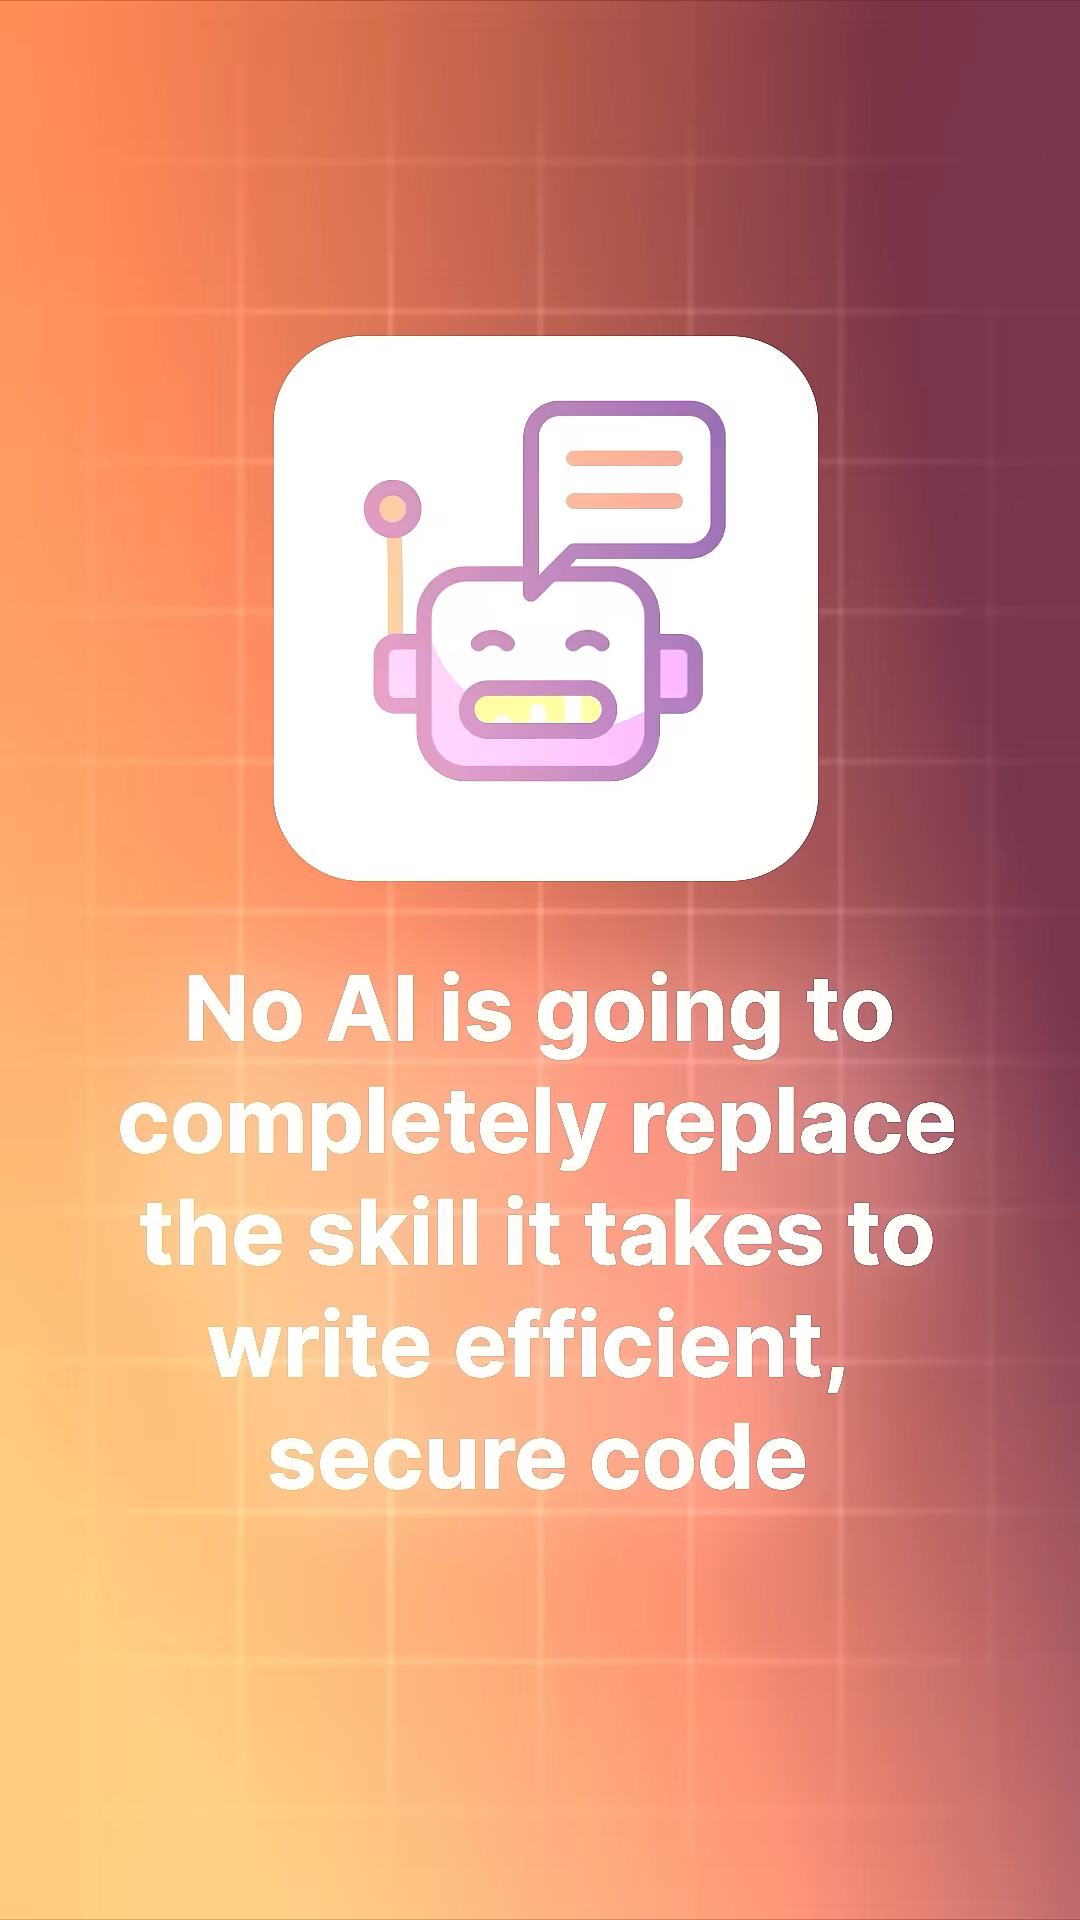 No AI is going to
completely replace
the skill it takes to
write efficient,
secure code